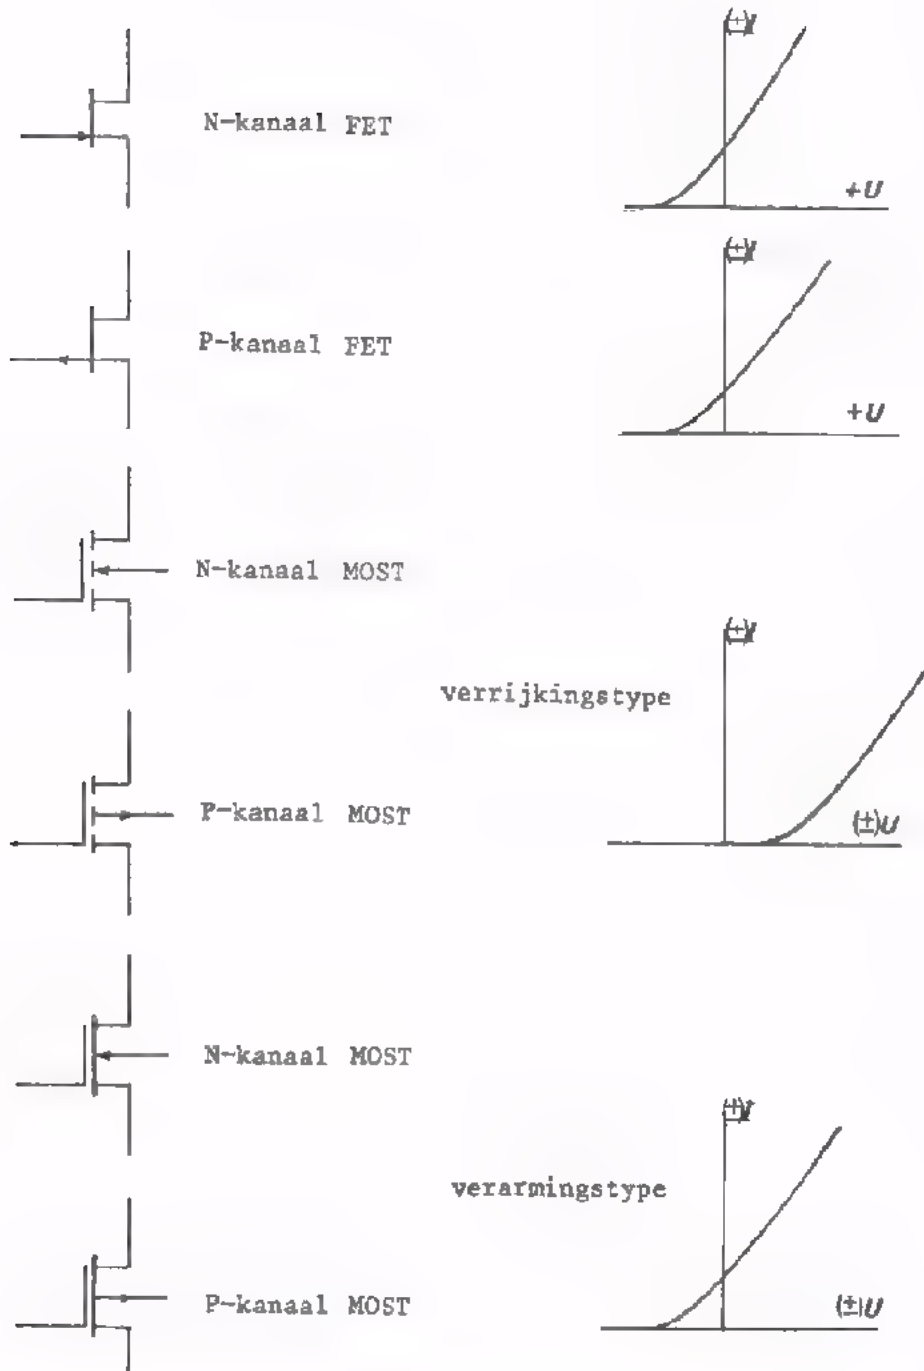 (±)I
N-kanaal FET
+U
(±)I
P-kanaal FET
+U
N-kanaal MOST
(±)I
verrijkingstype
P-kanaal MOST
(±)U
N-kanaal MOST
(±)I
verarmingstype
P-kanaal MOST
(±)U